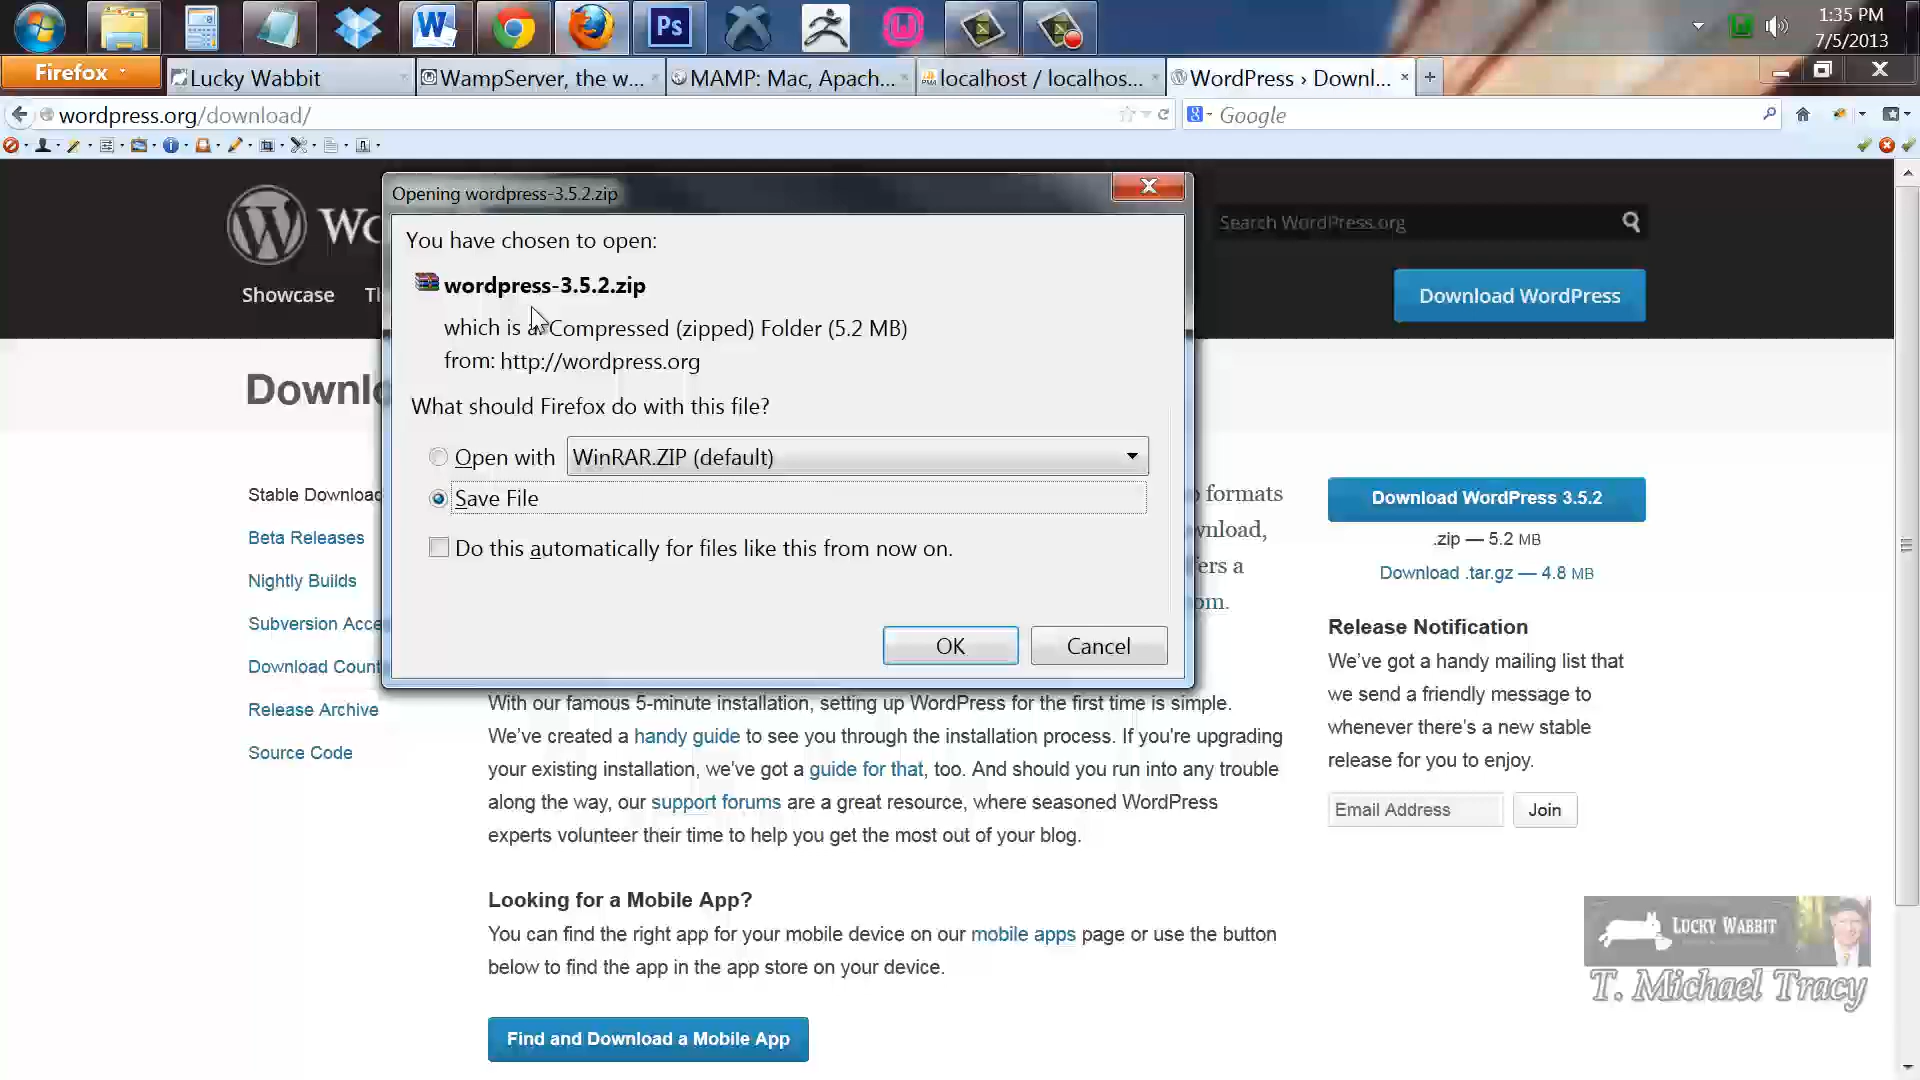 1:35 PM
7/5/2013
Firefox
Lucky Wabbit
WampServer, the w...
MAMP: Mac, Apach...
localhost / localhos...
WordPress › Downl...
wordpress.org/download/
Google
Opening wordpress-3.5.2.zip
You have chosen to open:
wordpress-3.5.2.zip
which is a: Compressed (zipped) Folder (5.2 MB)
from: http://wordpress.org
What should Firefox do with this file?
Open with WinRAR.ZIP (default)
Save File
Do this automatically for files like this from now on.
OK
Cancel
Wo
Search WordPress.org
Showcase
Th
Download WordPress
Downlo
Stable Download
Beta Releases
Nightly Builds
Subversion Acce
Download Count
Release Archive
Source Code
formats
wnload,
ers a
om.
Download WordPress 3.5.2
.zip — 5.2 MB
Download .tar.gz — 4.8 MB
Release Notification
We've got a handy mailing list that
we send a friendly message to
whenever there's a new stable
release for you to enjoy.
Email Address
Join
With our famous 5-minute installation, setting up WordPress for the first time is simple.
We've created a handy guide to see you through the installation process. If you're upgrading
your existing installation, we've got a guide for that, too. And should you run into any trouble
along the way, our support forums are a great resource, where seasoned WordPress
experts volunteer their time to help you get the most out of your blog.
Looking for a Mobile App?
You can find the right app for your mobile device on our mobile apps page or use the button
below to find the app in the app store on your device.
Find and Download a Mobile App
LUCKY WABBIT
T. Michael Tracy